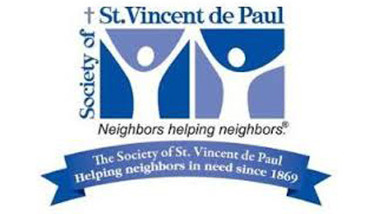 Society of
† St. Vincent de Paul
Neighbors helping neighbors.®
The Society of St. Vincent de Paul
Helping neighbors in need since 1869